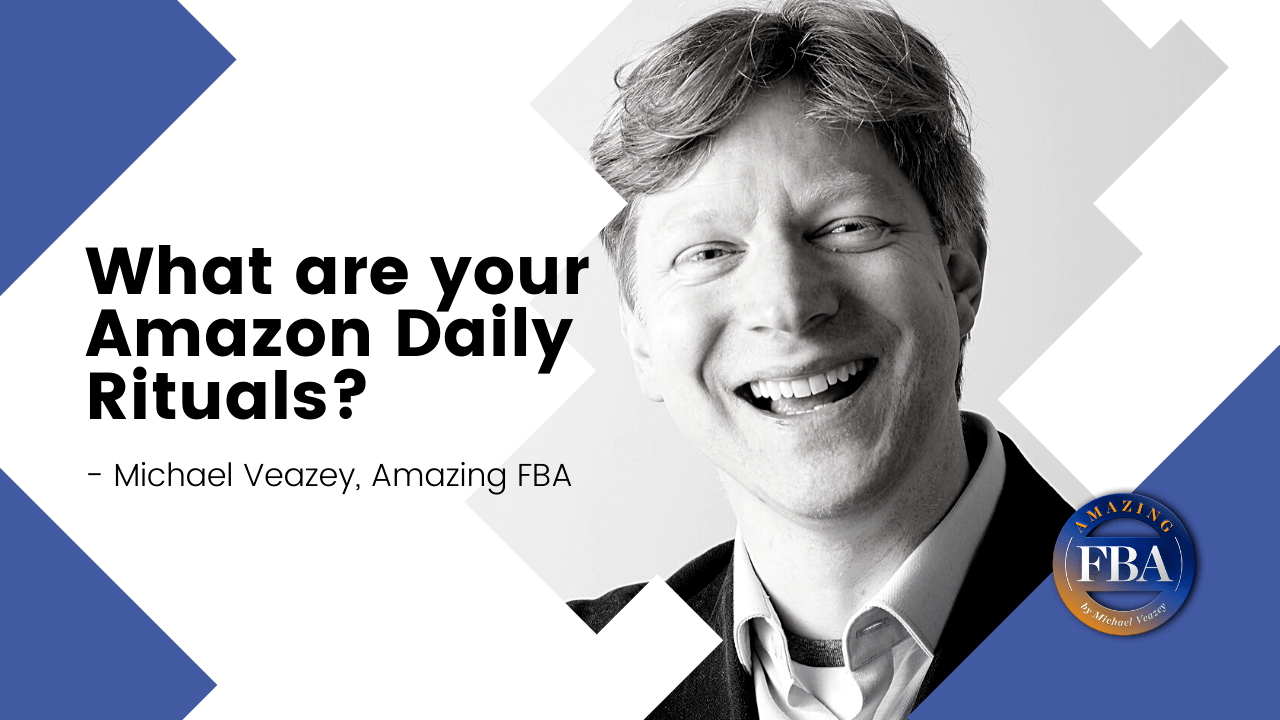 What are your
Amazon Daily
Rituals?
- Michael Veazey, Amazing FBA
AMAZING
FBA
by Michael Veazey